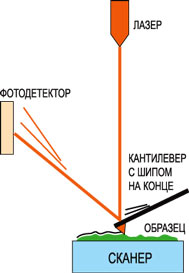 ЛАЗЕР
ФОТОДЕТЕКТОР
КАНТИЛЕВЕР
С ШИПОМ
НА КОНЦЕ
ОБРАЗЕЦ
СКАНЕР